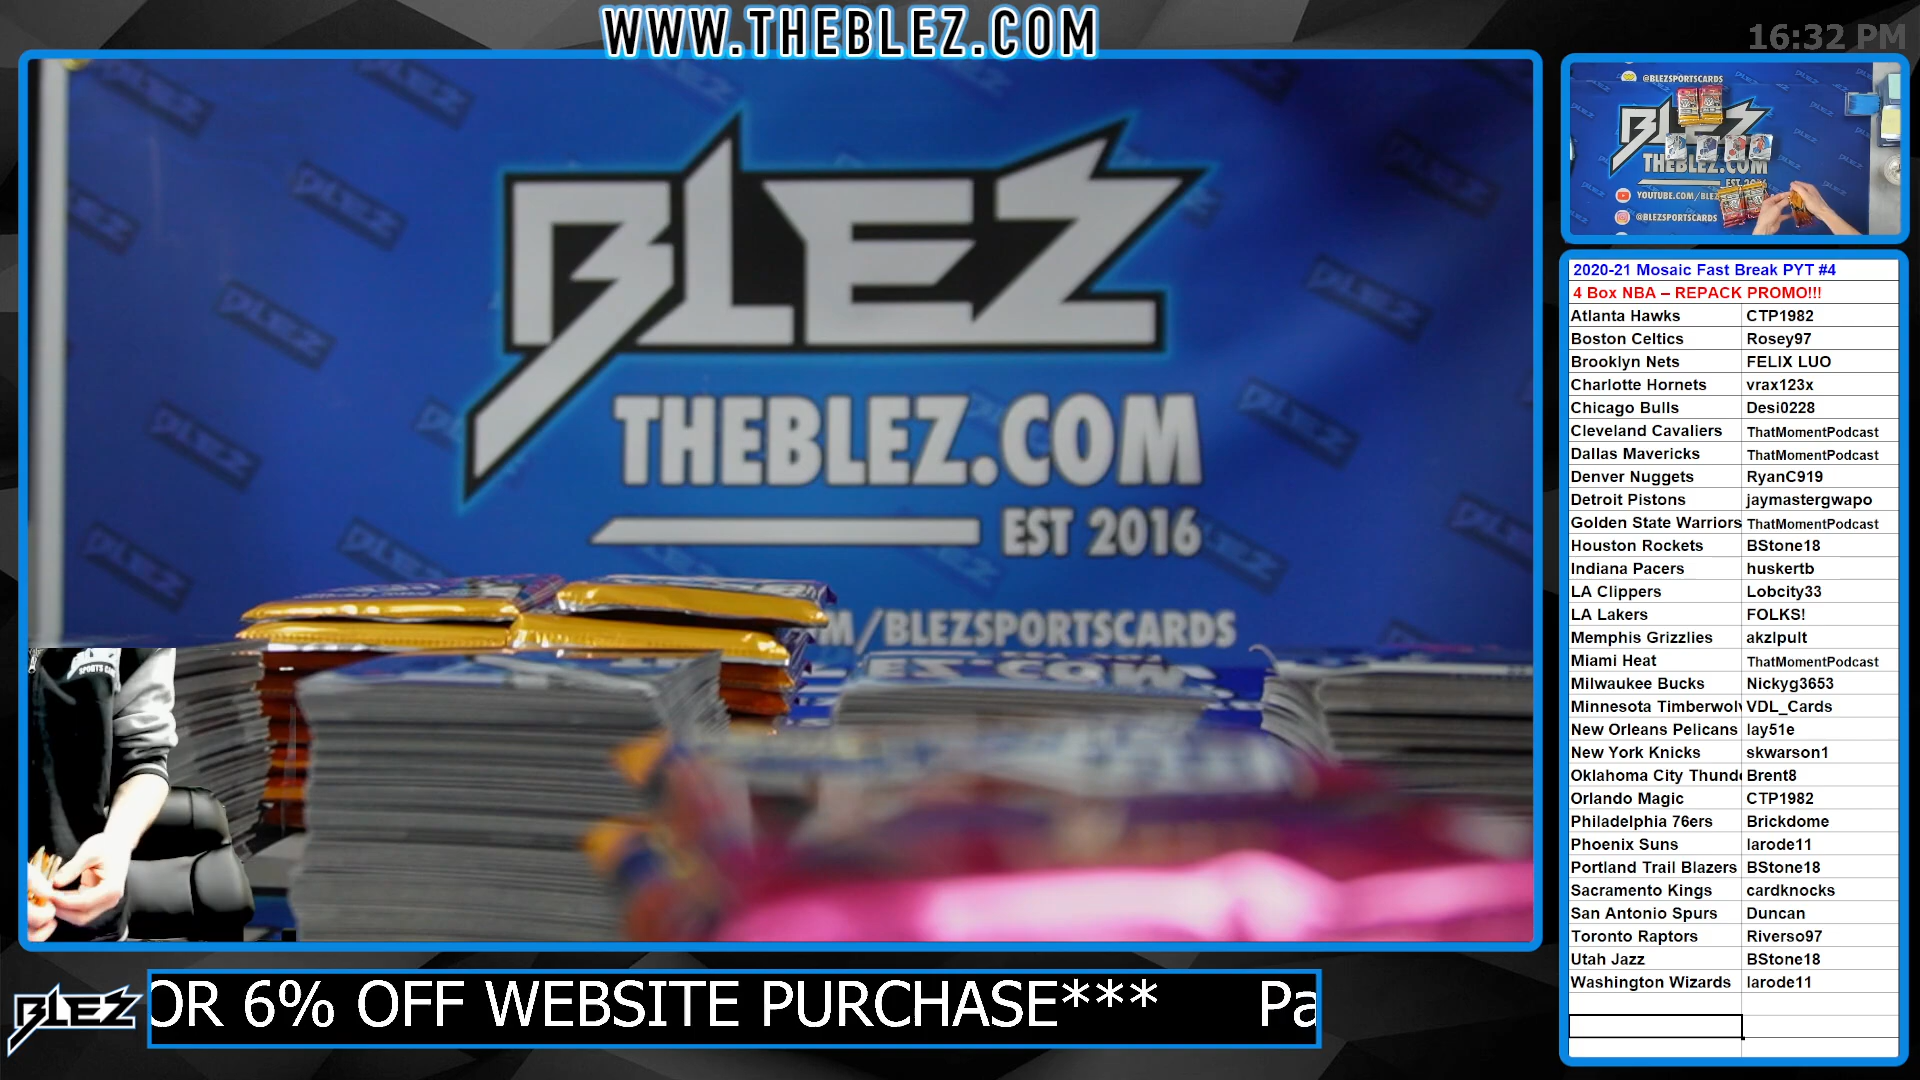 WWW.THEBLEZ.COM
16:32 PM
BLEZ
THEBLEZ.COM
EST 2016
M/BLEZSPORTSCARDS
@BLEZSPORTSCARDS
BLEZ
THEBLEZ.COM
YOUTUBE.COM/BLEZ
@BLEZSPORTSCARDS
2020-21 Mosaic Fast Break PYT #4
4 Box NBA – REPACK PROMO!!!
Atlanta Hawks CTP1982
Boston Celtics Rosey97
Brooklyn Nets FELIX LUO
Charlotte Hornets vrax123x
Chicago Bulls Desi0228
Cleveland Cavaliers ThatMomentPodcast
Dallas Mavericks ThatMomentPodcast
Denver Nuggets RyanC919
Detroit Pistons jaymastergwapo
Golden State Warriors ThatMomentPodcast
Houston Rockets BStone18
Indiana Pacers huskertb
LA Clippers Lobcity33
LA Lakers FOLKS!
Memphis Grizzlies akzlpult
Miami Heat ThatMomentPodcast
Milwaukee Bucks Nickyg3653
Minnesota Timberwolv VDL_Cards
New Orleans Pelicans lay51e
New York Knicks skwarson1
Oklahoma City Thunde Brent8
Orlando Magic CTP1982
Philadelphia 76ers Brickdome
Phoenix Suns larode11
Portland Trail Blazers BStone18
Sacramento Kings cardknocks
San Antonio Spurs Duncan
Toronto Raptors Riverso97
Utah Jazz BStone18
Washington Wizards larode11
BLEZ
OR 6% OFF WEBSITE PURCHASE*** Pa